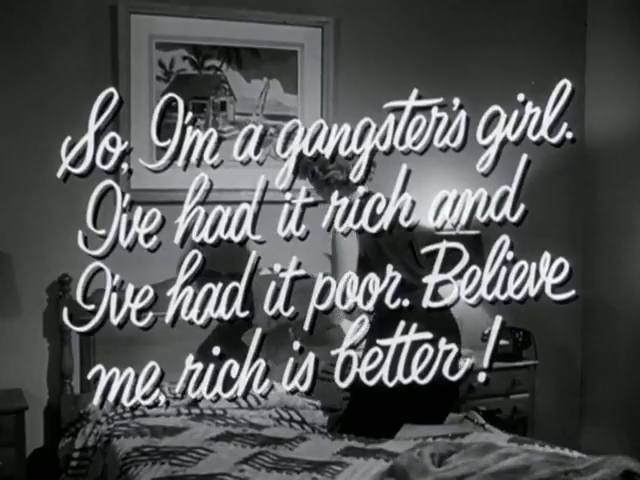 So, I'm a gangster's girl.
I've had it rich and
I've had it poor. Believe
me, rich is better!